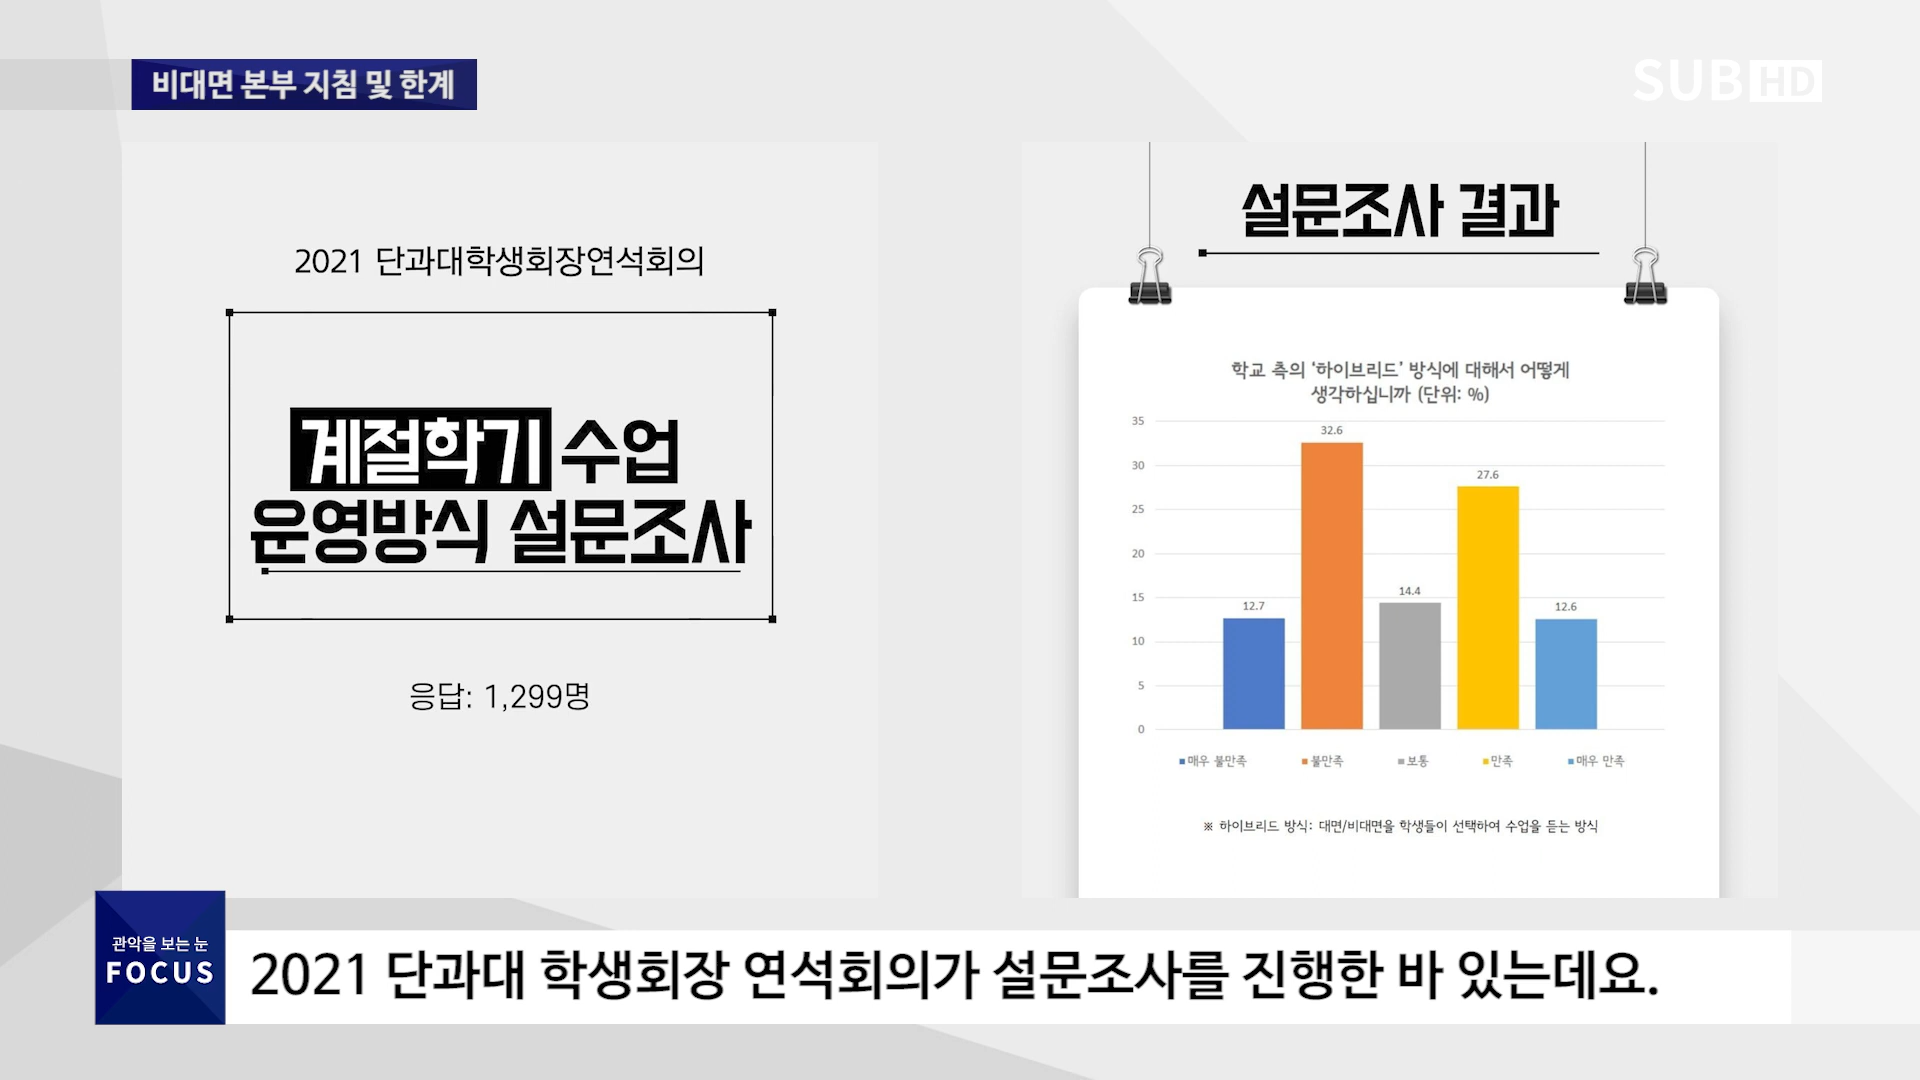 비대면 본부 지침 및 한계
SUB HD
2021 단과대학생회장연석회의
계절학기 수업
운영방식 설문조사
응답: 1,299명
설문조사 결과
학교 측의 ‘하이브리드’ 방식에 대해서 어떻게
생각하십니까 (단위: %)
35
30
25
20
15
10
5
0
12.7
32.6
14.4
27.6
12.6
매우 불만족 불만족 보통 만족 매우 만족
※ 하이브리드 방식: 대면/비대면을 학생들이 선택하여 수업을 듣는 방식
관악을 보는 눈
FOCUS
2021 단과대 학생회장 연석회의가 설문조사를 진행한 바 있는데요.